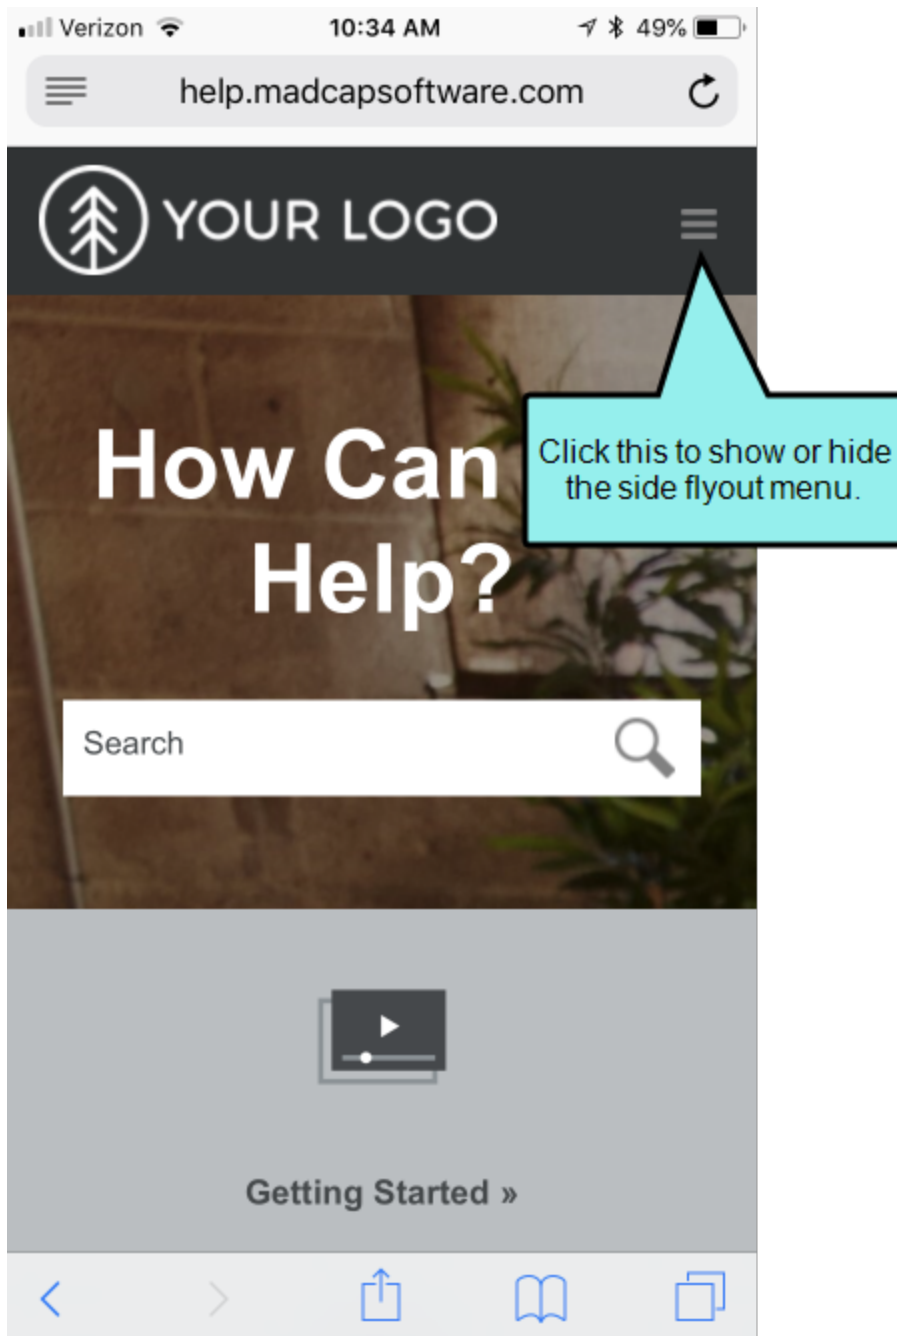 Verizon 10:34 AM 49%
help.madcapsoftware.com
YOUR LOGO
How Can
Click this to show or hide
the side flyout menu.
Help?
Search
Getting Started »